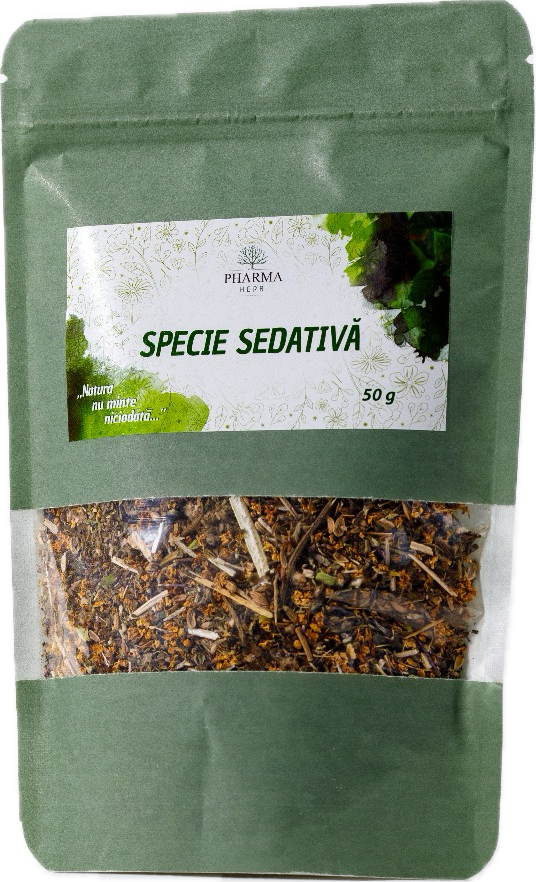 PHARMA
HERB
SPECIE SEDATIVĂ
50 g
„Natura
nu minte
niciodată...”